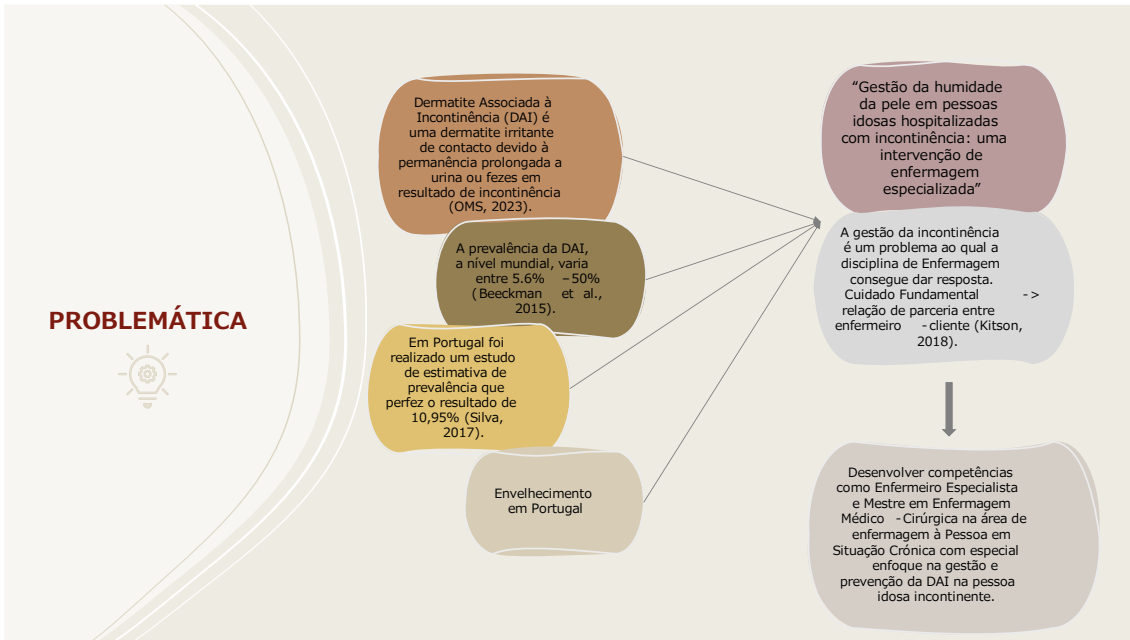 PROBLEMÁTICA
Dermatite Associada à
Incontinência (DAI) é
uma dermatite irritante
de contacto devido à
permanência prolongada a
urina ou fezes em
resultado de incontinência
(OMS, 2023).
A prevalência da DAI,
a nível mundial, varia
entre 5.6% –50%
(Beeckman et al.,
2015).
Em Portugal foi
realizado um estudo
de estimativa de
prevalência que
perfez o resultado de
10,95% (Silva,
2017).
Envelhecimento
em Portugal
“Gestão da humidade
da pele em pessoas
idosas hospitalizadas
com incontinência: uma
intervenção de
enfermagem
especializada”
A gestão da incontinência
é um problema ao qual a
disciplina de Enfermagem
consegue dar resposta.
Cuidado Fundamental ->
relação de parceria entre
enfermeiro -cliente (Kitson,
2018).
Desenvolver competências
como Enfermeiro Especialista
e Mestre em Enfermagem
Médico -Cirúrgica na área de
enfermagem à Pessoa em
Situação Crónica com especial
enfoque na gestão e
prevenção da DAI na pessoa
idosa incontinente.